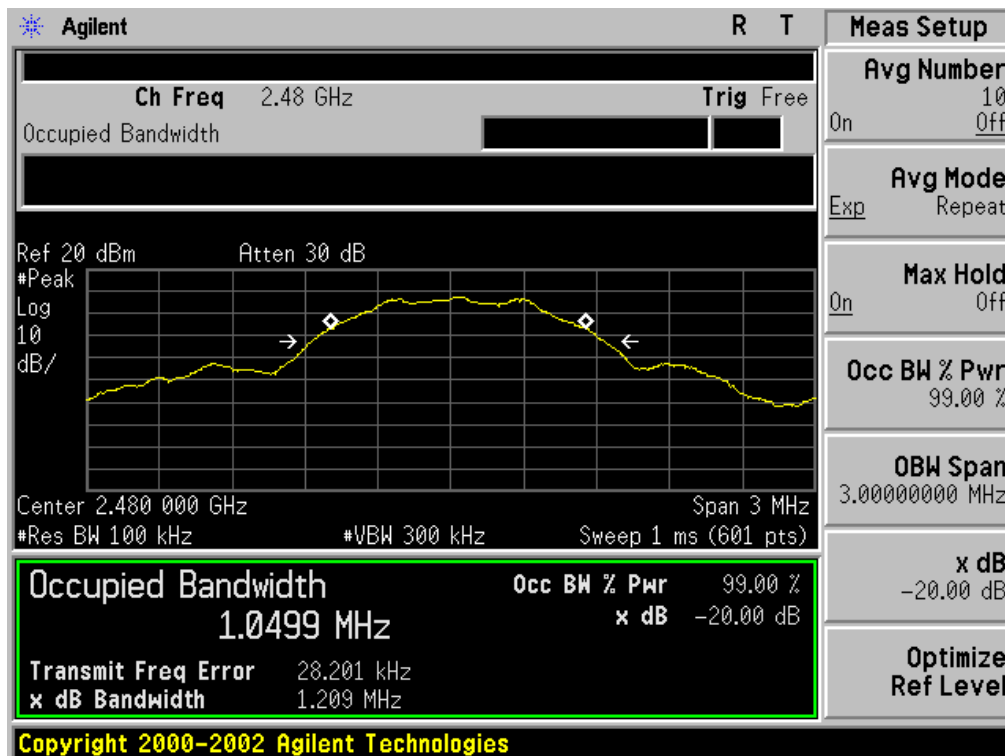 Agilent R T
Ch Freq 2.48 GHz Trig Free
Occupied Bandwidth
Ref 20 dBm Atten 30 dB
#Peak
Log
10
dB/
Center 2.480 000 GHz Span 3 MHz
#Res BW 100 kHz #VBW 300 kHz Sweep 1 ms (601 pts)
Occupied Bandwidth Occ BW % Pwr 99.00 %
1.0499 MHz x dB -20.00 dB
Transmit Freq Error 28.201 kHz
x dB Bandwidth 1.209 MHz
Copyright 2000-2002 Agilent Technologies
Meas Setup
Avg Number
10
On Off
Avg Mode
Exp Repeat
Max Hold
On Off
Occ BW % Pwr
99.00 %
OBW Span
3.00000000 MHz
x dB
-20.00 dB
Optimize
Ref Level